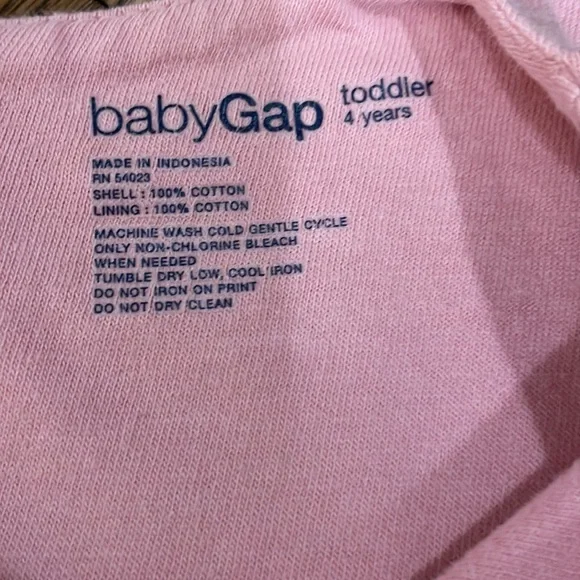 babyGap toddler
4 years
MADE IN INDONESIA
RN 54023
SHELL : 100% COTTON
LINING : 100% COTTON
MACHINE WASH COLD GENTLE CYCLE
ONLY NON-CHLORINE BLEACH
WHEN NEEDED
TUMBLE DRY LOW, COOL IRON
DO NOT IRON ON PRINT
DO NOT DRY CLEAN